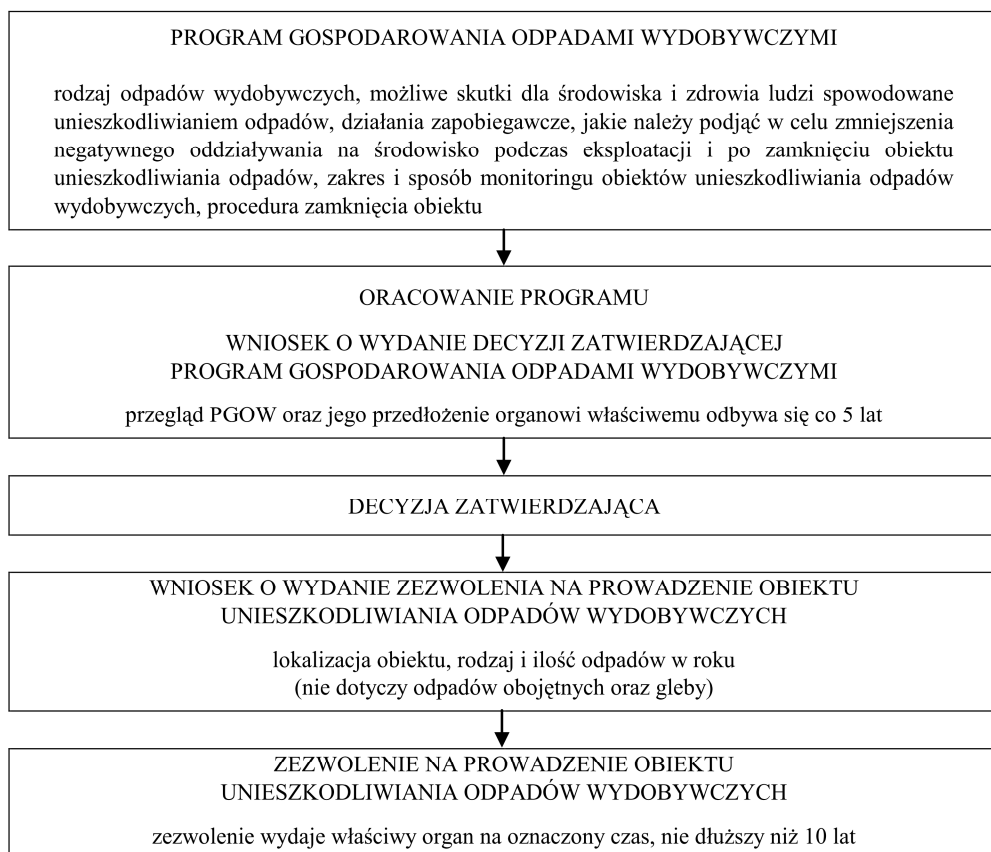 PROGRAM GOSPODAROWANIA ODPADAMI WYDOBYWCZYMI
rodzaj odpadów wydobywczych, możliwe skutki dla środowiska i zdrowia ludzi spowodowane
unieszkodliwianiem odpadów, działania zapobiegawcze, jakie należy podjąć w celu zmniejszenia
negatywnego oddziaływania na środowisko podczas eksploatacji i po zamknięciu obiektu
unieszkodliwiania odpadów, zakres i sposób monitoringu obiektów unieszkodliwiania odpadów
wydobywczych, procedura zamknięcia obiektu
ORACOWANIE PROGRAMU
WNIOSEK O WYDANIE DECYZJI ZATWIERDZAJĄCEJ
PROGRAM GOSPODAROWANIA ODPADAMI WYDOBYWCZYMI
przegląd PGOW oraz jego przedłożenie organowi właściwemu odbywa się co 5 lat
DECYZJA ZATWIERDZAJĄCA
WNIOSEK O WYDANIE ZEZWOLENIA NA PROWADZENIE OBIEKTU
UNIESZKODLIWIANIA ODPADÓW WYDOBYWCZYCH
lokalizacja obiektu, rodzaj i ilość odpadów w roku
(nie dotyczy odpadów obojętnych oraz gleby)
ZEZWOLENIE NA PROWADZENIE OBIEKTU
UNIESZKODLIWIANIA ODPADÓW WYDOBYWCZYCH
zezwolenie wydaje właściwy organ na oznaczony czas, nie dłuższy niż 10 lat